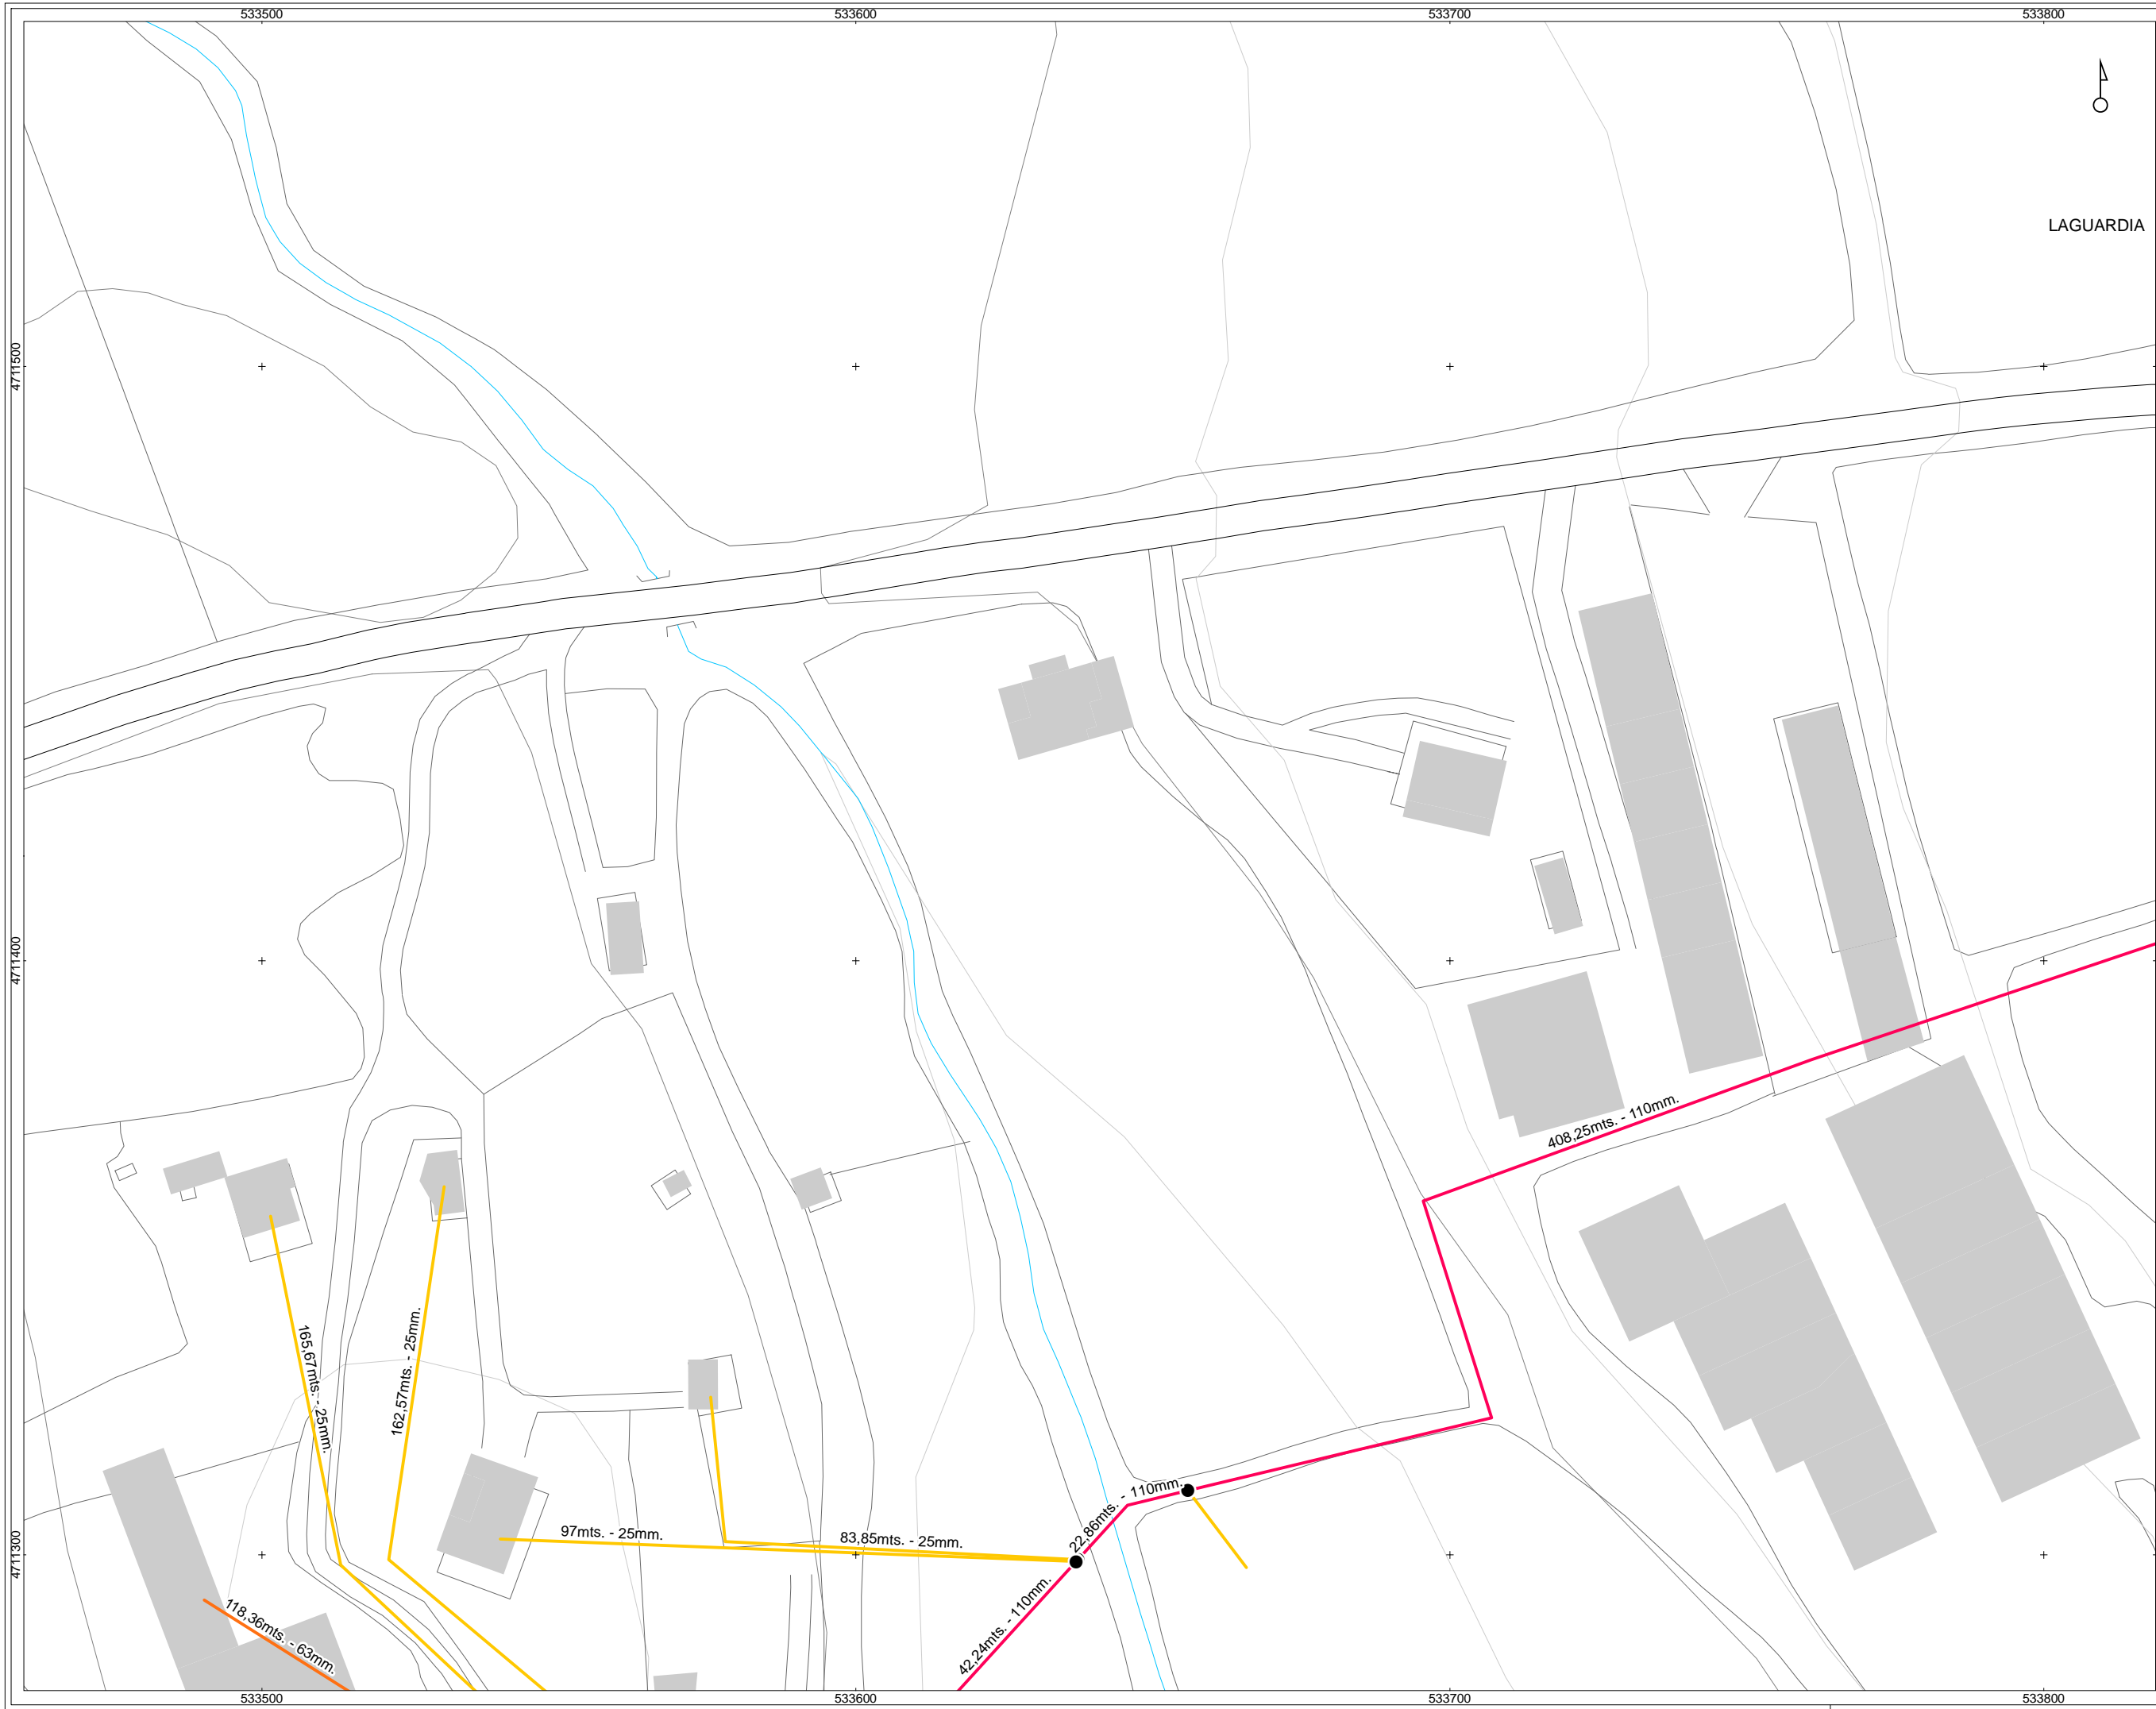 533500
533600
533700
533800
LAGUARDIA
4711500
4711400
408,25mts. - 110mm.
165,67mts. - 25mm.
162,57mts. - 25mm.
22,86mts. - 110mm.
97mts. - 25mm.
83,85mts. - 25mm.
4711300
118,36mts. - 63mm.
42,24mts. - 110mm.
533500
533600
533700
533800